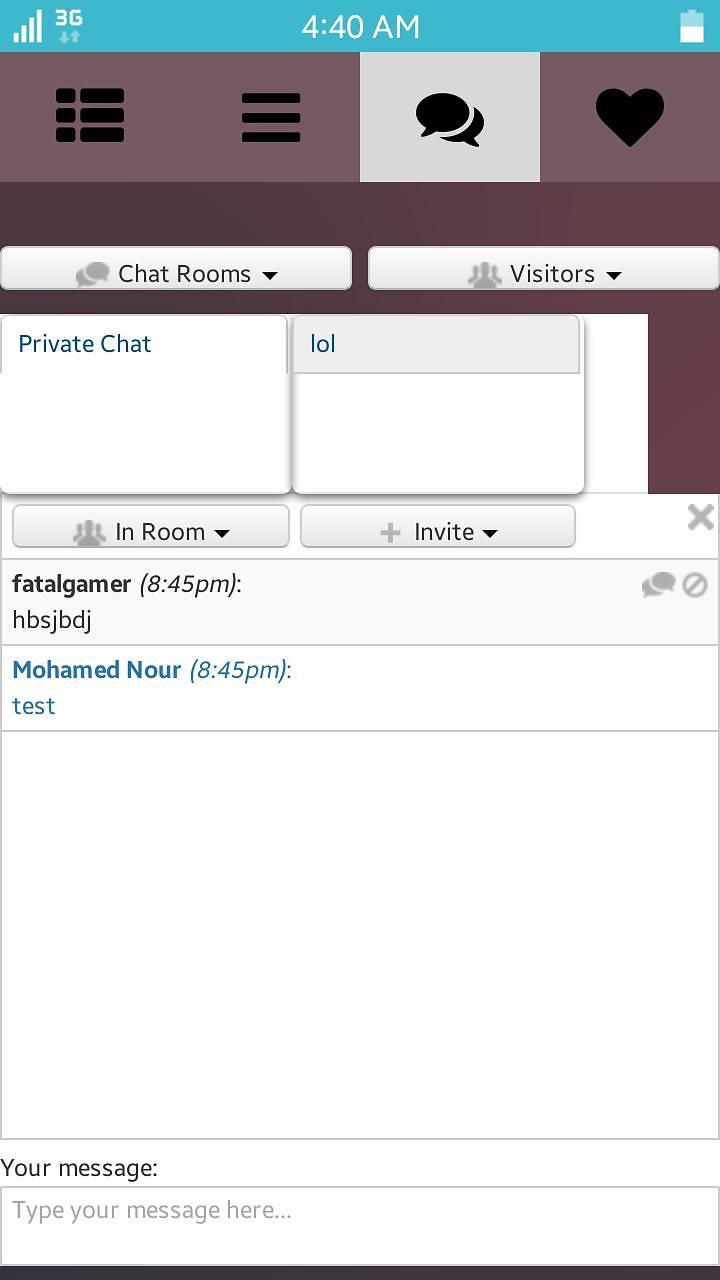 3G
4:40 AM
Chat Rooms
Visitors
Private Chat
lol
In Room
Invite
fatalgamer (8:45pm):
hbsjbdj
Mohamed Nour (8:45pm):
test
Your message:
Type your message here...